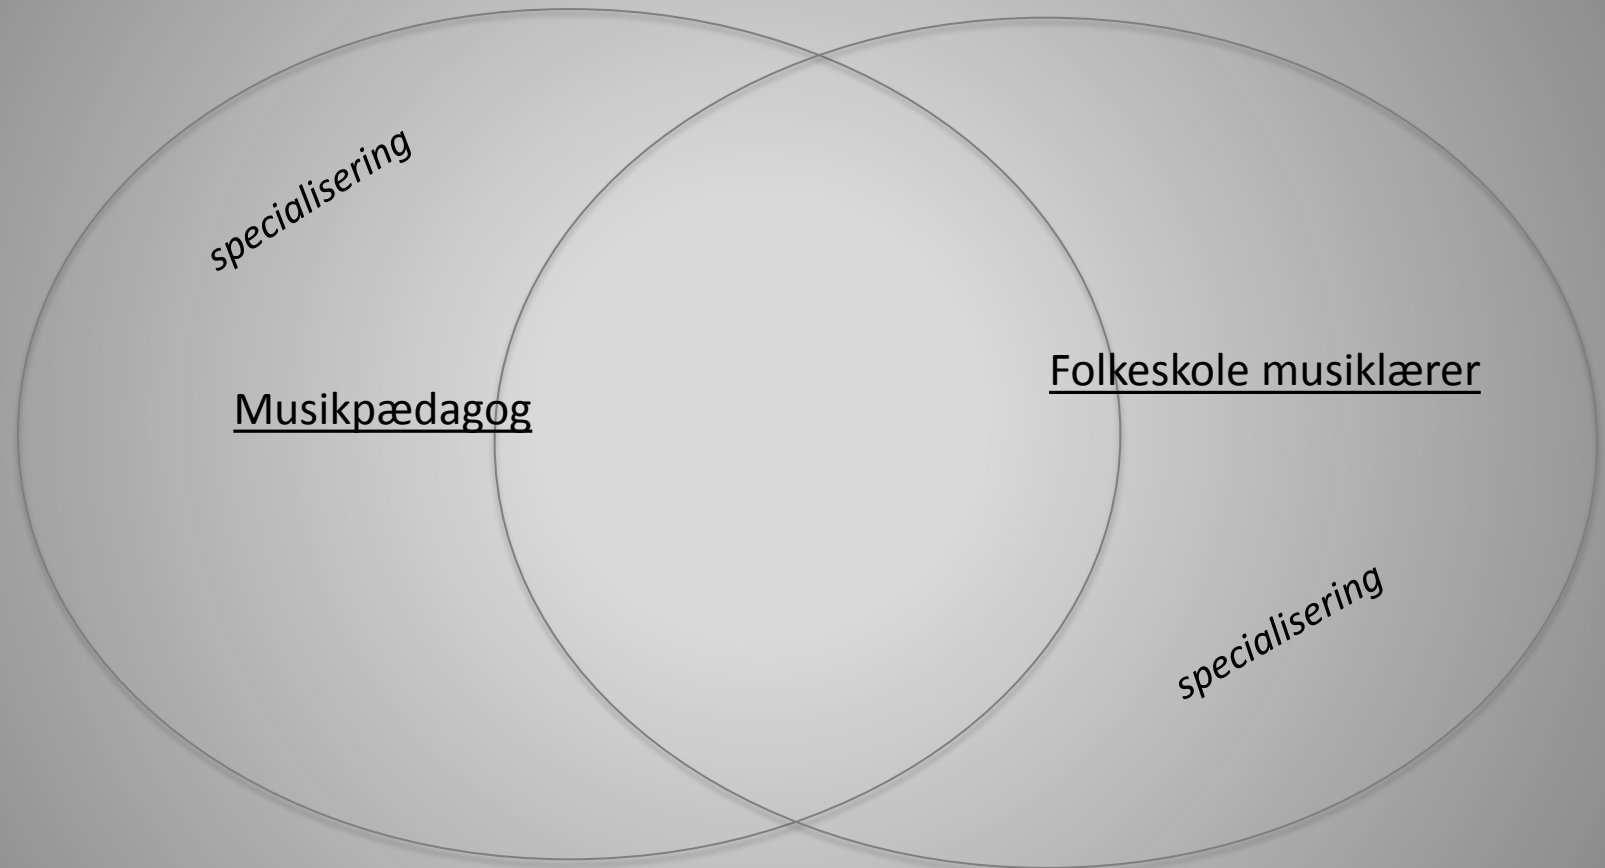 specialisering
Musikpædagog
Folkeskole musiklærer
specialisering